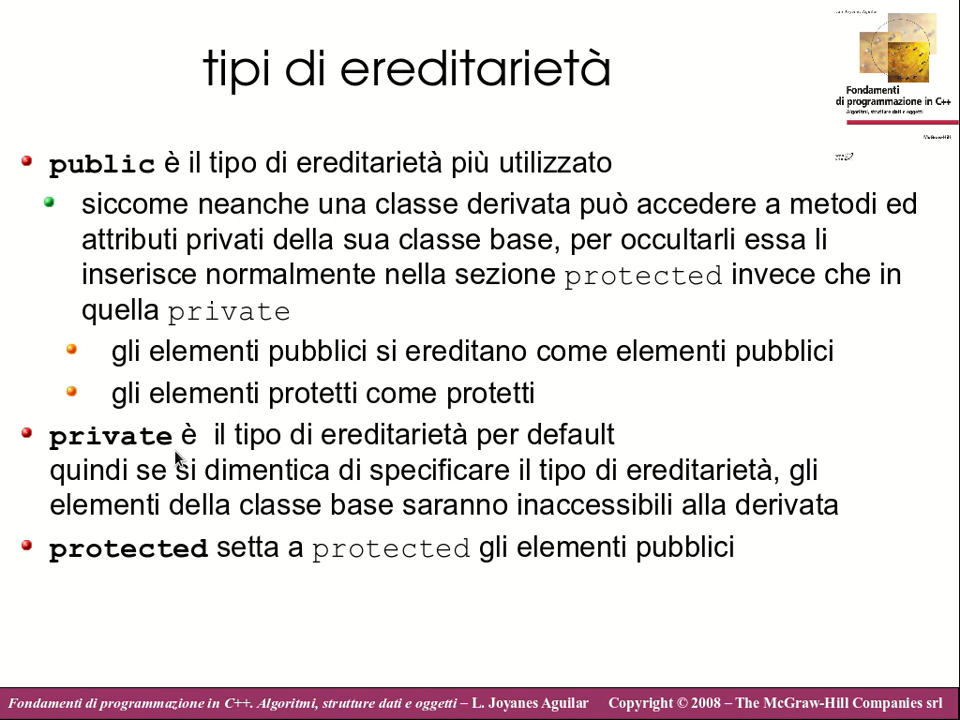 tipi di ereditarietà
Fondamenti
di programmazione in C++
Algoritmi, strutture dati e oggetti
McGraw-Hill
public è il tipo di ereditarietà più utilizzato
siccome neanche una classe derivata può accedere a metodi ed
attributi privati della sua classe base, per occultarli essa li
inserisce normalmente nella sezione protected invece che in
quella private
gli elementi pubblici si ereditano come elementi pubblici
gli elementi protetti come protetti
private è il tipo di ereditarietà per default
quindi se si dimentica di specificare il tipo di ereditarietà, gli
elementi della classe base saranno inaccessibili alla derivata
protected setta a protected gli elementi pubblici
Fondamenti di programmazione in C++. Algoritmi, strutture dati e oggetti – L. Joyanes Aguilar Copyright © 2008 – The McGraw-Hill Companies srl